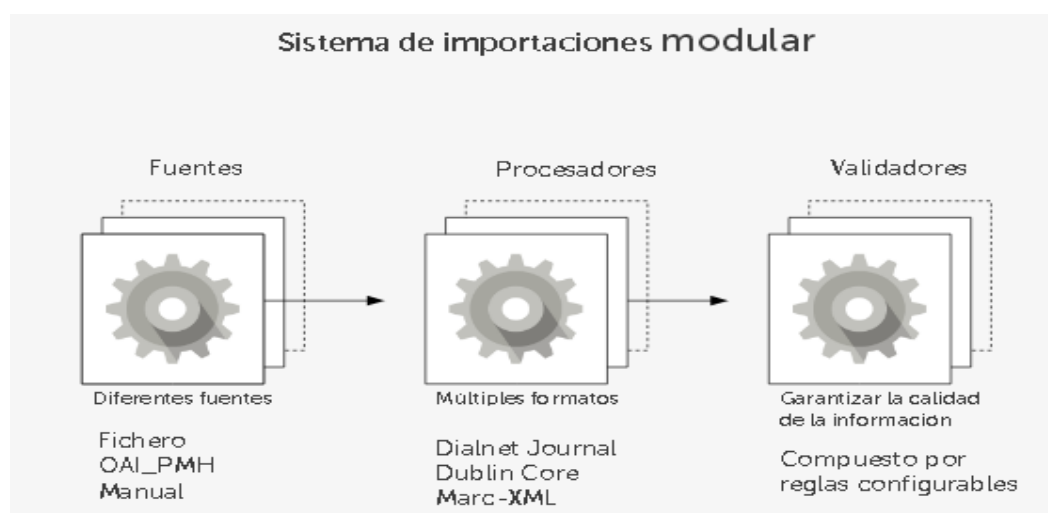 Sistema de importaciones modular
Fuentes
Diferentes fuentes
Fichero
OAI_PMH
Manual
Procesadores
Múltiples formatos
Dialnet Journal
Dublin Core
Marc-XML
Validadores
Garantizar la calidad
de la información
Compuesto por
reglas configurables